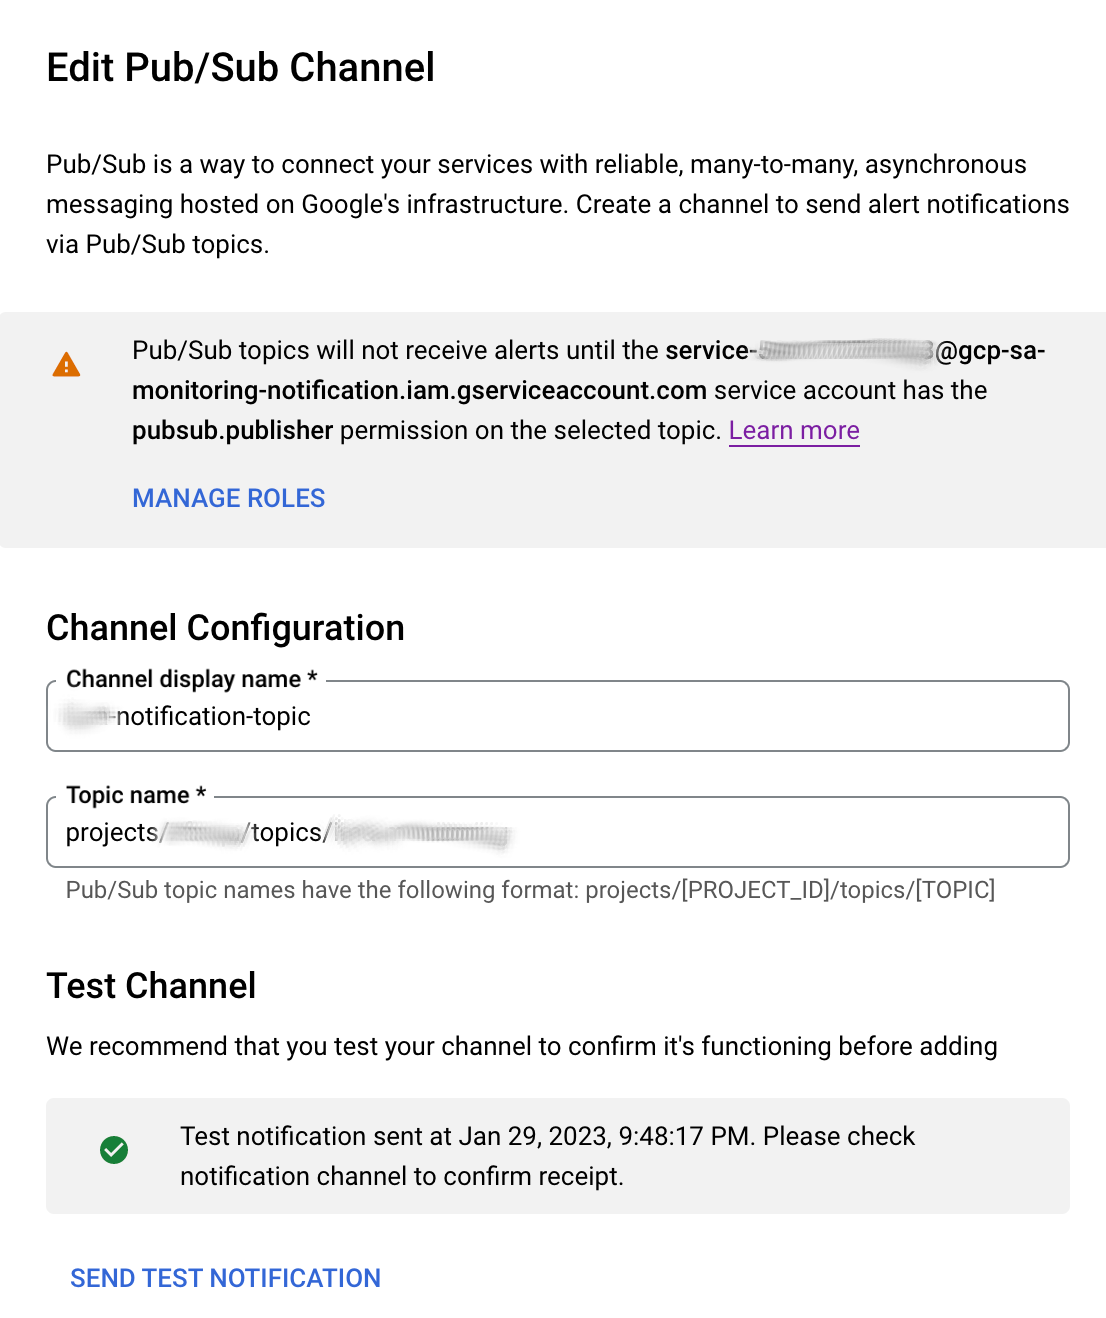 Edit Pub/Sub Channel
Pub/Sub is a way to connect your services with reliable, many-to-many, asynchronous
messaging hosted on Google's infrastructure. Create a channel to send alert notifications
via Pub/Sub topics.
Pub/Sub topics will not receive alerts until the service-@gcp-sa-
monitoring-notification.iam.gserviceaccount.com service account has the
pubsub.publisher permission on the selected topic. Learn more
MANAGE ROLES
Channel Configuration
Channel display name *
-notification-topic
Topic name *
projects//topics/
Pub/Sub topic names have the following format: projects/[PROJECT_ID]/topics/[TOPIC]
Test Channel
We recommend that you test your channel to confirm it's functioning before adding
Test notification sent at Jan 29, 2023, 9:48:17 PM. Please check
notification channel to confirm receipt.
SEND TEST NOTIFICATION